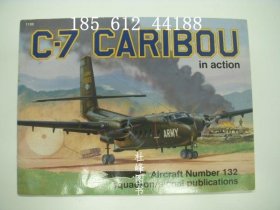 185 612 44188
C-7 CARIBOU
in action
ARMY
Aircraft Number 132
squadron/signal publications